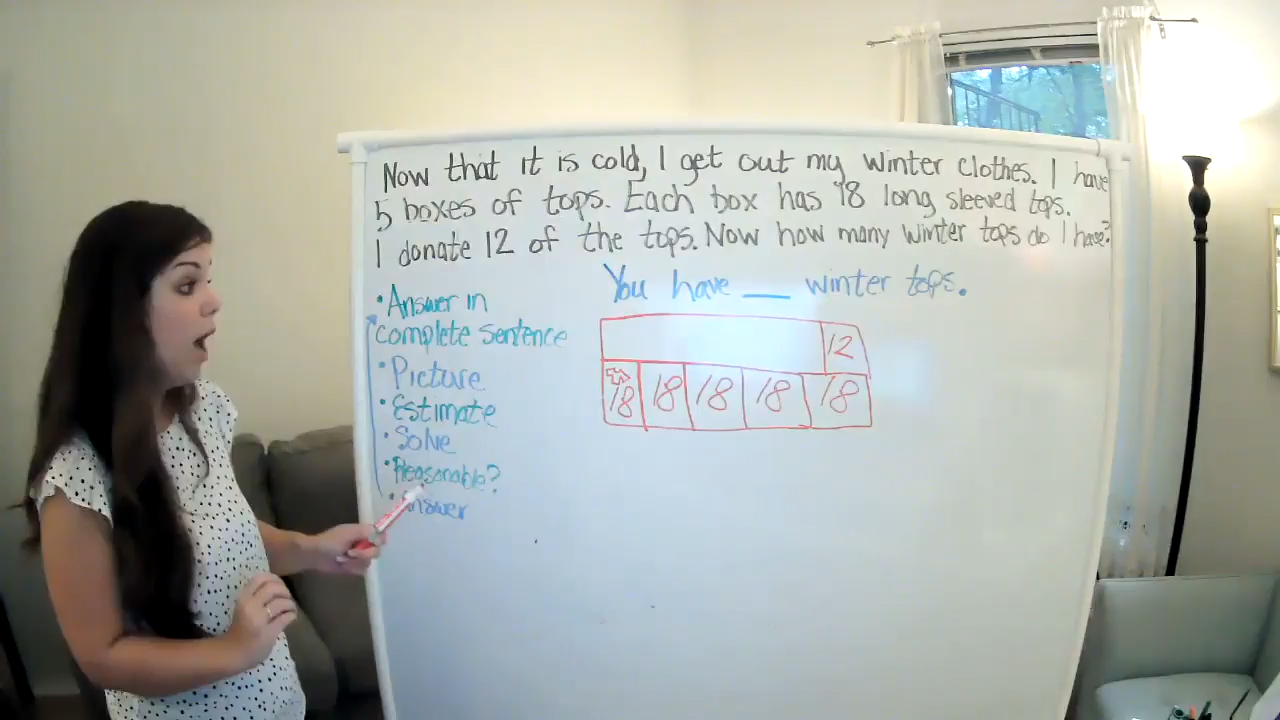 Now that it is cold, I get out my winter clothes. I have
5 boxes of tops. Each box has 18 long sleeved tops.
I donate 12 of the tops. Now how many winter tops do I have?
You have ___ winter tops.
• Answer in
complete sentence
• Picture
• Estimate
• Solve
• Reasonable?
• Answer
12
18 18 18 18 18